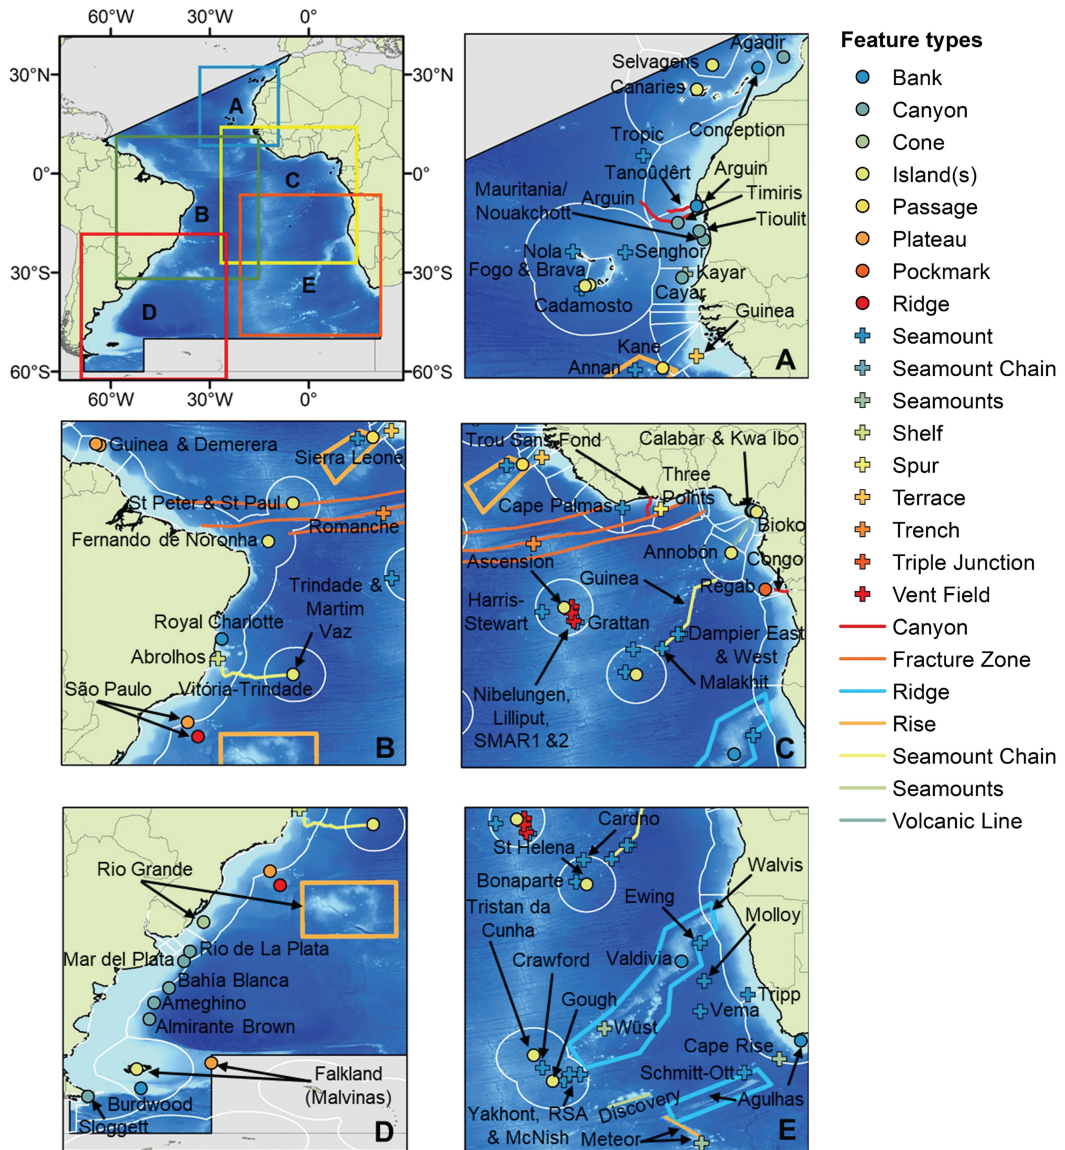 60°W
30°W
0°
30°N
30°N
0°
0°
30°S
30°S
60°S
60°S
60°W
30°W
0°
A
B
C
D
E
Agadir
Selvagens
Canaries
Tropic
Conception
Tanoûdêrt
Arguin
Mauritania/
Nouakchott
Arguin
Timiris
Tioulit
Nola
Senghor
Fogo & Brava
Kayar
Cayar
Cadamosto
Guinea
Kane
Annan
A
Guinea & Demerera
Sierra Leone
St Peter & St Paul
Romanche
Fernando de Noronha
Trindade &
Martim
Vaz
Royal Charlotte
Abrolhos
São Paulo
Vitória-Trindade
B
Trou Sans Fond
Calabar & Kwa Ibo
Three
Points
Cape Palmas
Bioko
Annobón
Congo
Ascension
Guinea
Regab
Harris-
Stewart
Grattan
Dampier East
& West
Malakhit
Nibelungen,
Lilliput,
SMAR1 &2
C
Rio Grande
Rio de La Plata
Mar del Plata
Bahía Blanca
Ameghino
Almirante Brown
Falkland
(Malvinas)
Burdwood
Sloggett
D
Cardno
St Helena
Bonaparte
Walvis
Ewing
Tristan da
Cunha
Molloy
Crawford
Valdivia
Gough
Tripp
Vema
Wüst
Cape Rise
Schmitt-Ott
Discovery
Agulhas
Yakhont, RSA
& McNish
Meteor
E
Feature types
Bank
Canyon
Cone
Island(s)
Passage
Plateau
Pockmark
Ridge
Seamount
Seamount Chain
Seamounts
Shelf
Spur
Terrace
Trench
Triple Junction
Vent Field
Canyon
Fracture Zone
Ridge
Rise
Seamount Chain
Seamounts
Volcanic Line